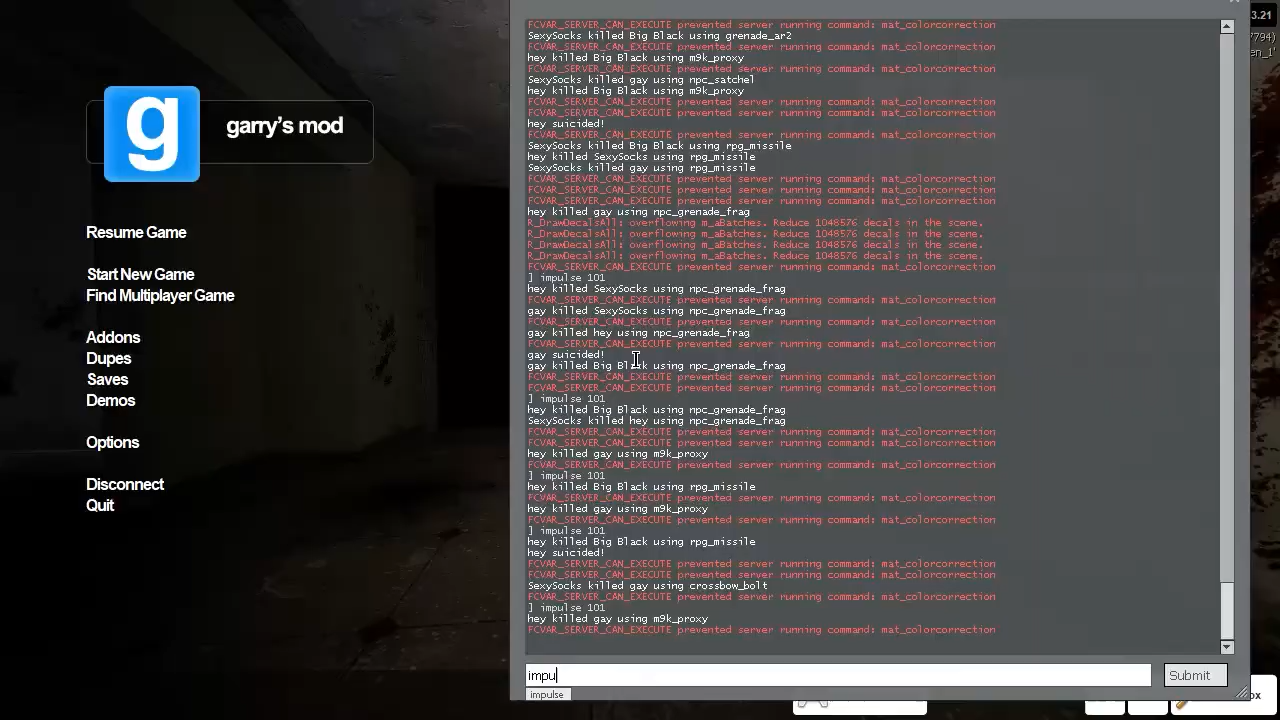 g
garry's mod
Resume Game
Start New Game
Find Multiplayer Game
Addons
Dupes
Saves
Demos
Options
Disconnect
Quit
FCVAR_SERVER_CAN_EXECUTE prevented server running command: mat_colorcorrection
SexySocks killed Big Black using grenade_ar2
FCVAR_SERVER_CAN_EXECUTE prevented server running command: mat_colorcorrection
hey killed Big Black using m9k_proxy
FCVAR_SERVER_CAN_EXECUTE prevented server running command: mat_colorcorrection
SexySocks killed gay using npc_satchel
hey killed Big Black using m9k_proxy
FCVAR_SERVER_CAN_EXECUTE prevented server running command: mat_colorcorrection
FCVAR_SERVER_CAN_EXECUTE prevented server running command: mat_colorcorrection
hey suicided!
FCVAR_SERVER_CAN_EXECUTE prevented server running command: mat_colorcorrection
SexySocks killed Big Black using rpg_missile
hey killed SexySocks using rpg_missile
SexySocks killed gay using rpg_missile
FCVAR_SERVER_CAN_EXECUTE prevented server running command: mat_colorcorrection
FCVAR_SERVER_CAN_EXECUTE prevented server running command: mat_colorcorrection
FCVAR_SERVER_CAN_EXECUTE prevented server running command: mat_colorcorrection
hey killed gay using npc_grenade_frag
R_DrawDecalsAll: overflowing m_aBatches. Reduce 1048576 decals in the scene.
R_DrawDecalsAll: overflowing m_aBatches. Reduce 1048576 decals in the scene.
R_DrawDecalsAll: overflowing m_aBatches. Reduce 1048576 decals in the scene.
R_DrawDecalsAll: overflowing m_aBatches. Reduce 1048576 decals in the scene.
FCVAR_SERVER_CAN_EXECUTE prevented server running command: mat_colorcorrection
] impulse 101
hey killed SexySocks using npc_grenade_frag
FCVAR_SERVER_CAN_EXECUTE prevented server running command: mat_colorcorrection
gay killed SexySocks using npc_grenade_frag
FCVAR_SERVER_CAN_EXECUTE prevented server running command: mat_colorcorrection
gay killed hey using npc_grenade_frag
FCVAR_SERVER_CAN_EXECUTE prevented server running command: mat_colorcorrection
gay suicided!
gay killed Big Black using npc_grenade_frag
FCVAR_SERVER_CAN_EXECUTE prevented server running command: mat_colorcorrection
FCVAR_SERVER_CAN_EXECUTE prevented server running command: mat_colorcorrection
] impulse 101
hey killed Big Black using npc_grenade_frag
SexySocks killed hey using npc_grenade_frag
FCVAR_SERVER_CAN_EXECUTE prevented server running command: mat_colorcorrection
FCVAR_SERVER_CAN_EXECUTE prevented server running command: mat_colorcorrection
hey killed gay using m9k_proxy
FCVAR_SERVER_CAN_EXECUTE prevented server running command: mat_colorcorrection
] impulse 101
hey killed Big Black using rpg_missile
FCVAR_SERVER_CAN_EXECUTE prevented server running command: mat_colorcorrection
hey killed gay using m9k_proxy
FCVAR_SERVER_CAN_EXECUTE prevented server running command: mat_colorcorrection
] impulse 101
hey killed Big Black using rpg_missile
hey suicided!
FCVAR_SERVER_CAN_EXECUTE prevented server running command: mat_colorcorrection
FCVAR_SERVER_CAN_EXECUTE prevented server running command: mat_colorcorrection
SexySocks killed gay using crossbow_bolt
FCVAR_SERVER_CAN_EXECUTE prevented server running command: mat_colorcorrection
] impulse 101
hey killed gay using m9k_proxy
FCVAR_SERVER_CAN_EXECUTE prevented server running command: mat_colorcorrection
impu
Submit
impulse
3.21
7794)